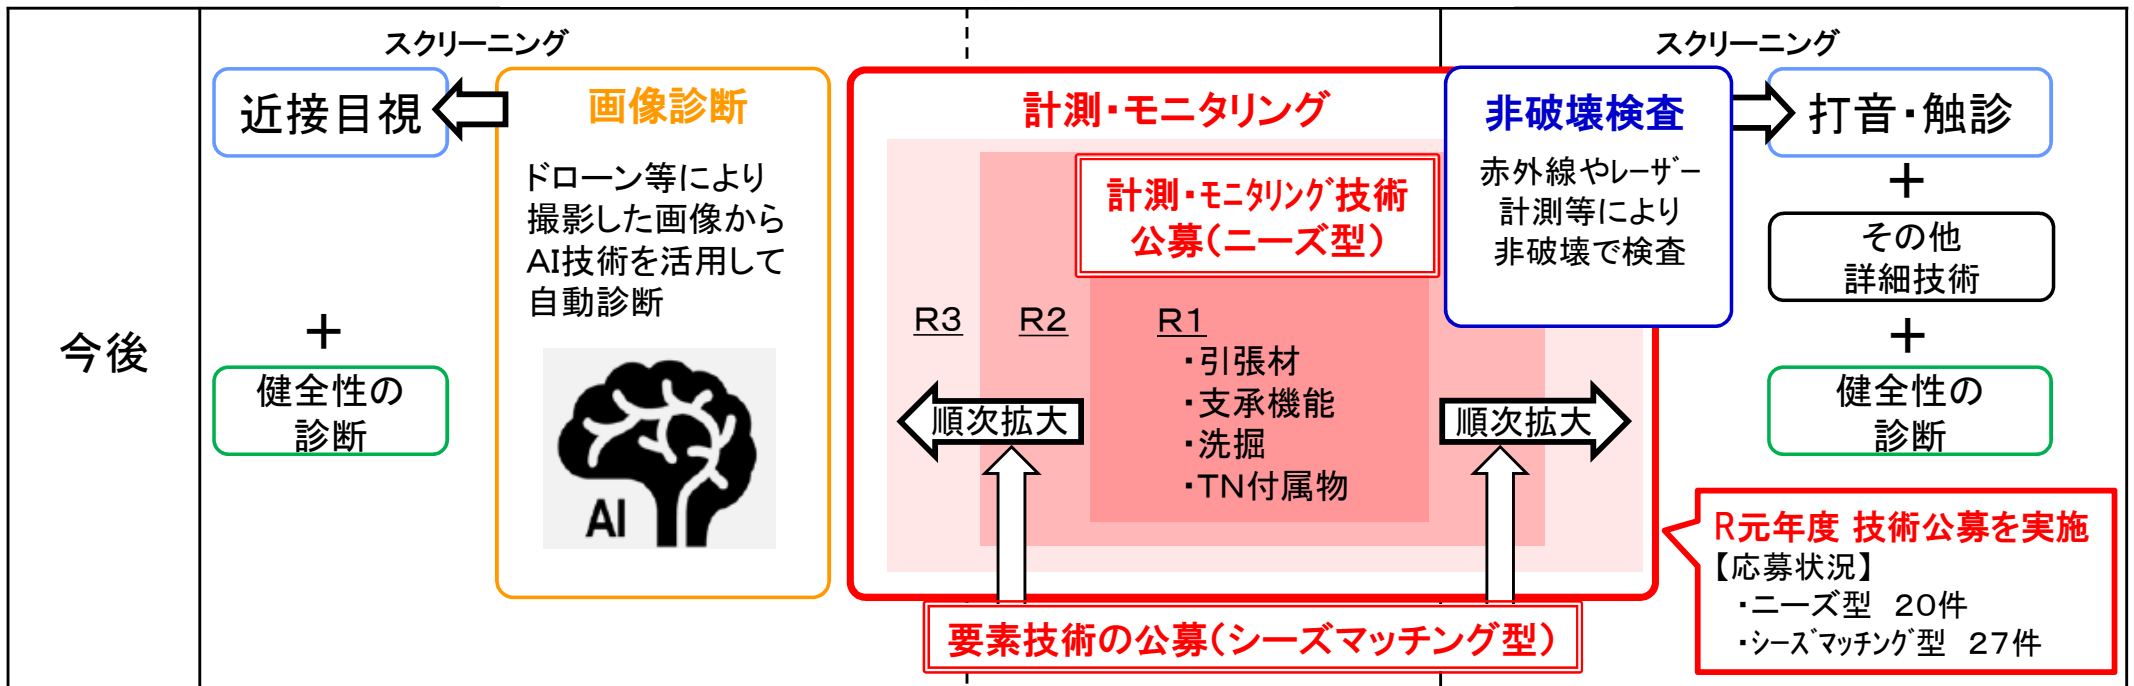 今後
スクリーニング
近接目視
+
健全性の
診断
画像診断
ドローン等により
撮影した画像から
AI技術を活用して
自動診断
AI
計測・モニタリング
計測・モニタリング技術
公募(ニーズ型)
R3
R2
R1
・引張材
・支承機能
・洗掘
・TN付属物
順次拡大
順次拡大
要素技術の公募(シーズマッチング型)
スクリーニング
非破壊検査
赤外線やレーザー
計測等により
非破壊で検査
打音・触診
+
その他
詳細技術
+
健全性の
診断
R元年度 技術公募を実施
【応募状況】
・ニーズ型 20件
・シーズマッチング型 27件